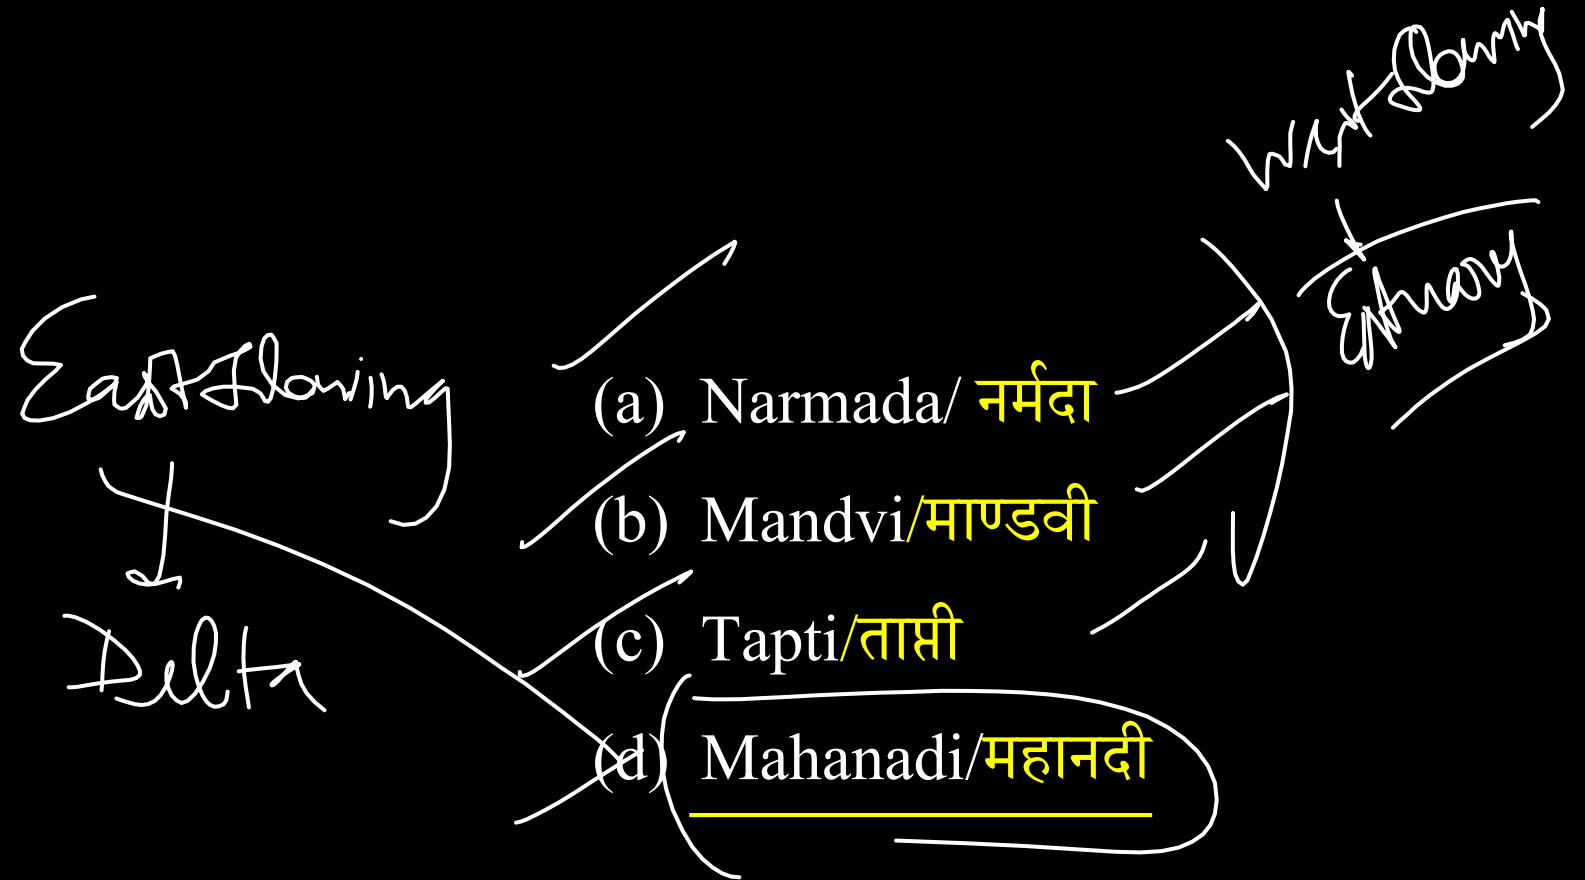 West flowing
Estuary
East flowing
Delta
(a) Narmada/ नर्मदा
(b) Mandvi/माण्डवी
(c) Tapti/ताप्ती
(d) Mahanadi/महानदी